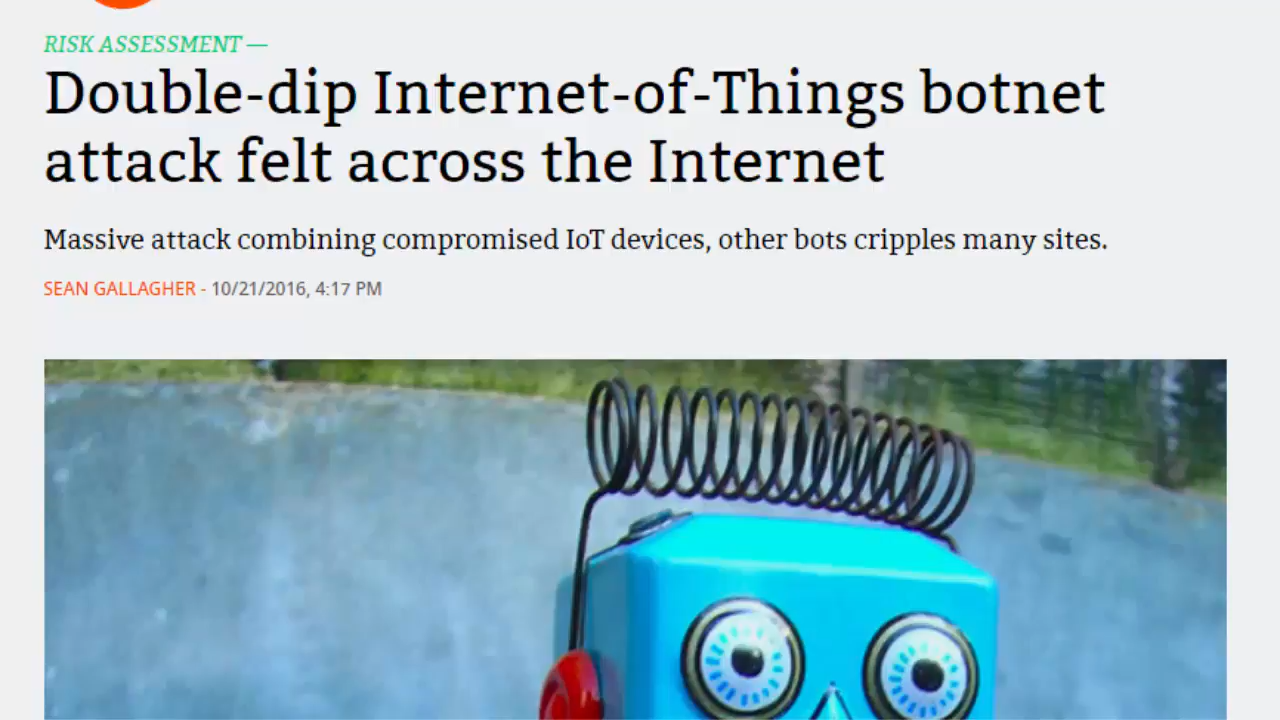 RISK ASSESSMENT —
Double-dip Internet-of-Things botnet
attack felt across the Internet
Massive attack combining compromised IoT devices, other bots cripples many sites.
SEAN GALLAGHER - 10/21/2016, 4:17 PM